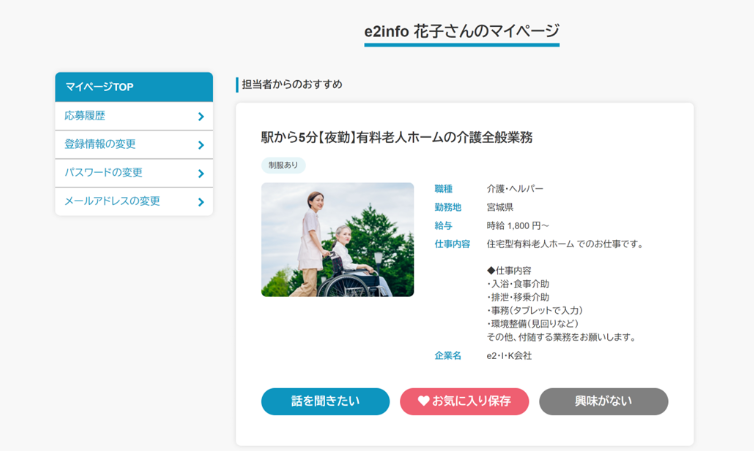 e2info 花子さんのマイページ
マイページTOP
応募履歴
登録情報の変更
パスワードの変更
メールアドレスの変更
担当者からのおすすめ
駅から5分【夜勤】有料老人ホームの介護全般業務
制服あり
職種 介護・ヘルパー
勤務地 宮城県
給与 時給 1,800 円～
仕事内容 住宅型有料老人ホーム でのお仕事です。
◆仕事内容
・入浴・食事介助
・排泄・移乗介助
・事務（タブレットで入力）
・環境整備（見回りなど）
その他、付随する業務をお願いします。
企業名 e2・i・K会社
話を聞きたい
お気に入り保存
興味がない